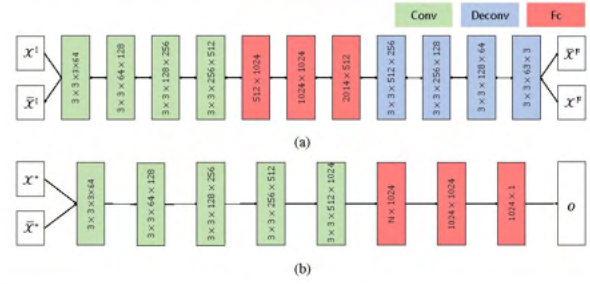 Conv Deconv Fc
x^I
x̄^I
3×3×3×64
3×3×64×128
3×3×128×256
3×3×256×512
512×1024
1024×1024
2014×512
3×3×512×256
3×3×256×128
3×3×128×64
3×3×63×3
x̄^F
x^F
(a)
x*
x̄*
3×3×3×64
3×3×64×128
3×3×128×256
3×3×256×512
3×3×512×1024
N×1024
1024×1024
1024×1
o
(b)